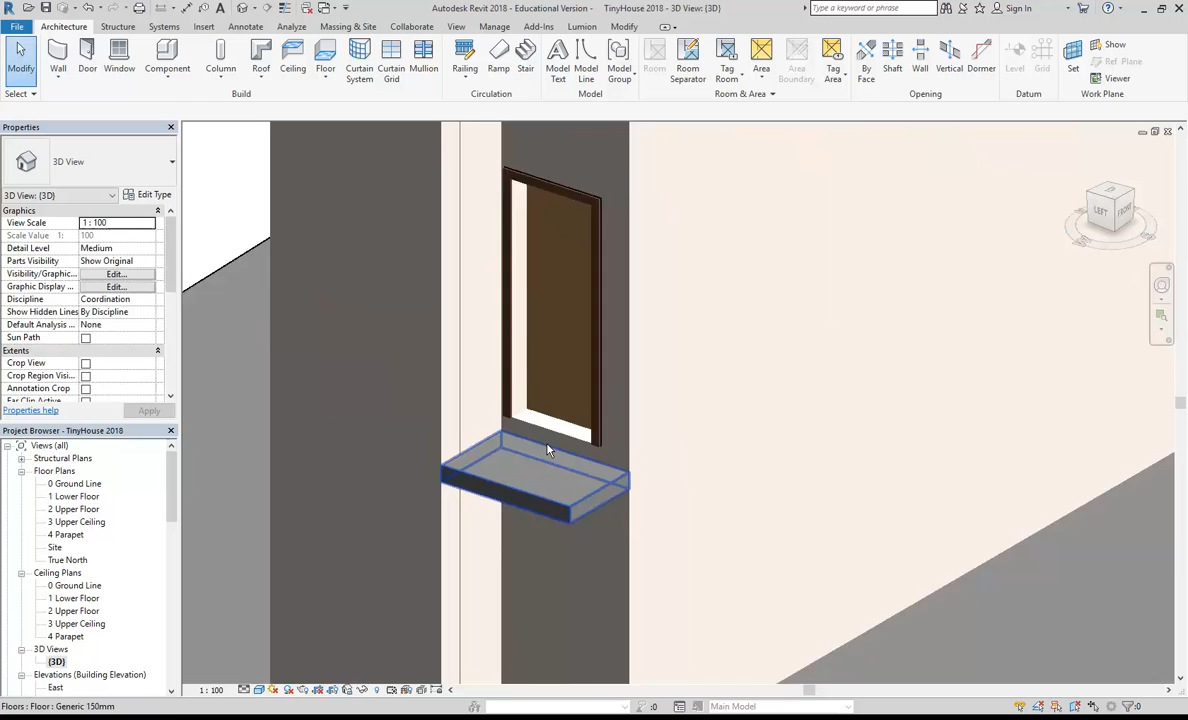 Autodesk Revit 2018 - Educational Version - TinyHouse 2018 - 3D View: {3D}
Type a keyword or phrase
Sign In
File Architecture Structure Systems Insert Annotate Analyze Massing & Site Collaborate View Manage Add-Ins Lumion Modify
Modify Wall Door Window Component Column Roof Ceiling Floor Curtain System Curtain Grid Mullion Railing Ramp Stair Model Text Model Line Model Group Room Room Separator Tag Room Area Area Boundary Tag Area By Face Shaft Wall Vertical Dormer Level Grid Set Show Ref Plane Viewer
Select Build Circulation Model Room & Area Opening Datum Work Plane
Properties
3D View
3D View: {3D} Edit Type
Graphics
View Scale 1 : 100
Scale Value 1: 100
Detail Level Medium
Parts Visibility Show Original
Visibility/Graphic... Edit...
Graphic Display ... Edit...
Discipline Coordination
Show Hidden Lines By Discipline
Default Analysis ... None
Sun Path
Extents
Crop View
Crop Region Visi...
Annotation Crop
Far Clip Active
Properties help Apply
Project Browser - TinyHouse 2018
Views (all)
Structural Plans
Floor Plans
0 Ground Line
1 Lower Floor
2 Upper Floor
3 Upper Ceiling
4 Parapet
Site
True North
Ceiling Plans
0 Ground Line
1 Lower Floor
2 Upper Floor
3 Upper Ceiling
4 Parapet
3D Views
{3D}
Elevations (Building Elevation)
East
LEFT FRONT
1 : 100
Floors : Floor : Generic 150mm
:0 Main Model :0